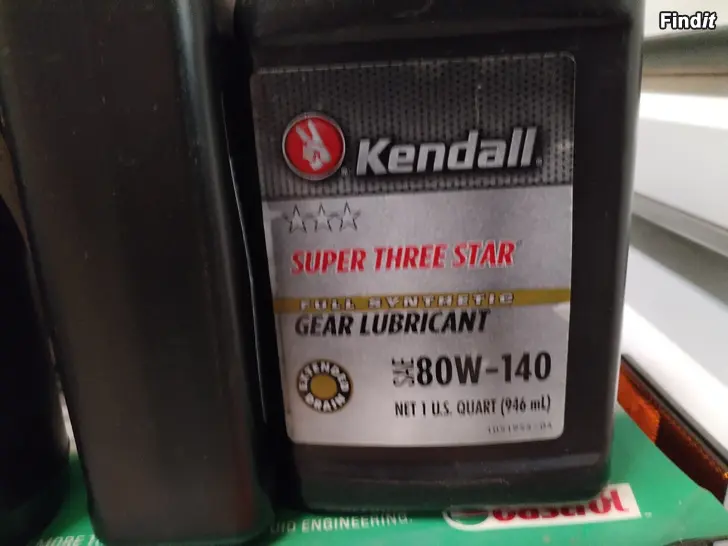 Findit
Kendall
SUPER THREE STAR
FULL SYNTHETIC
GEAR LUBRICANT
SAE 80W-140
EXTENDED DRAIN
NET 1 U.S. QUART (946 mL)
Castrol
ENGINEERING.
MORE